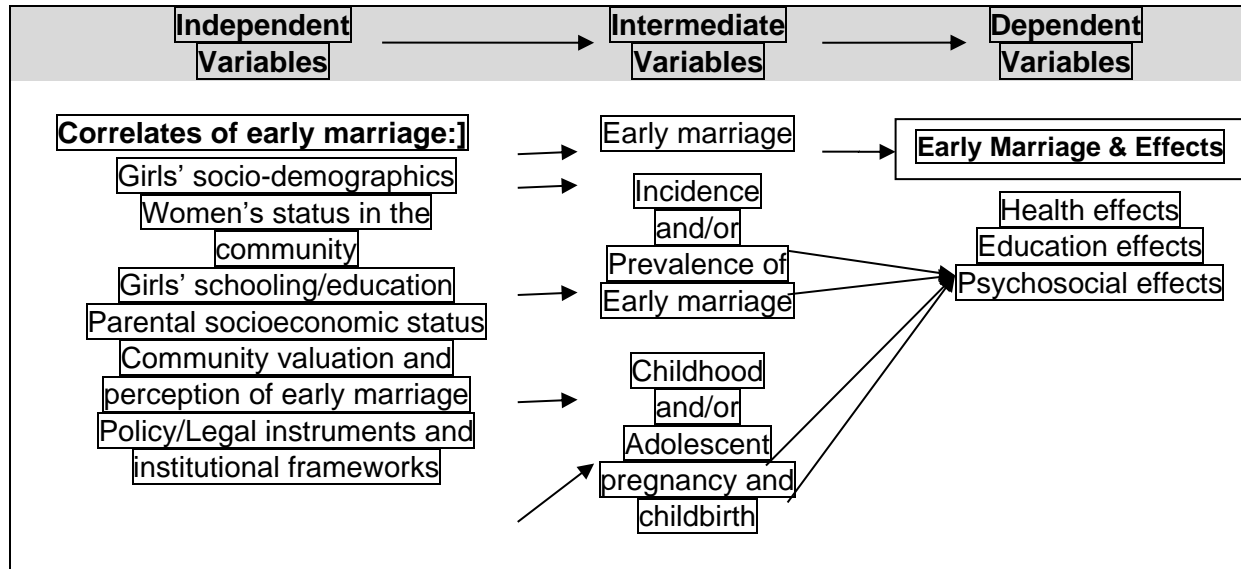 Independent
Variables
Intermediate
Variables
Dependent
Variables
Correlates of early marriage:]
Girls’ socio-demographics
Women’s status in the
community
Girls’ schooling/education
Parental socioeconomic status
Community valuation and
perception of early marriage
Policy/Legal instruments and
institutional frameworks
Early marriage
Incidence
and/or
Prevalence of
Early marriage
Childhood
and/or
Adolescent
pregnancy and
childbirth
Early Marriage & Effects
Health effects
Education effects
Psychosocial effects